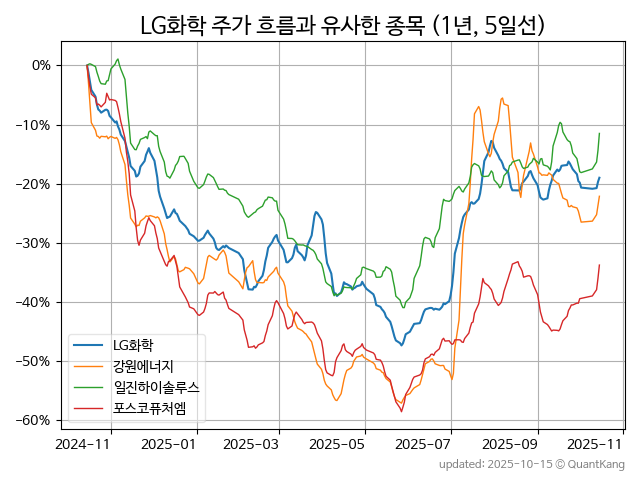 LG화학 주가 흐름과 유사한 종목 (1년, 5일선)
0%
−10%
−20%
−30%
−40%
−50%
−60%
LG화학
강원에너지
일진하이솔루스
포스코퓨처엠
2024-11 2025-01 2025-03 2025-05 2025-07 2025-09 2025-11
updated: 2025-10-15 © QuantKang